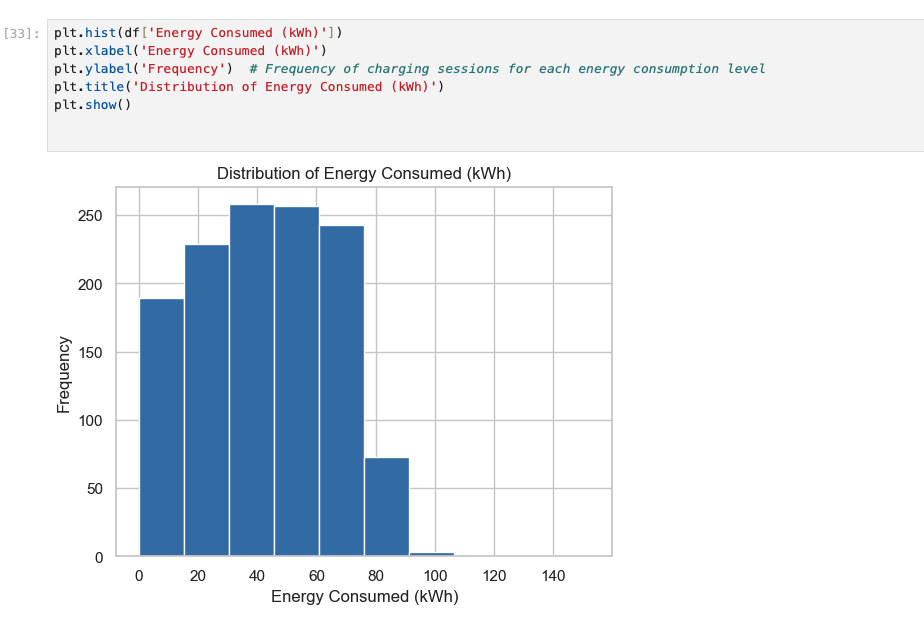 [33]: plt.hist(df['Energy Consumed (kWh)'])
plt.xlabel('Energy Consumed (kWh)')
plt.ylabel('Frequency')  # Frequency of charging sessions for each energy consumption level
plt.title('Distribution of Energy Consumed (kWh)')
plt.show()
Distribution of Energy Consumed (kWh)
250
200
150
100
50
0
Frequency
0 20 40 60 80 100 120 140
Energy Consumed (kWh)